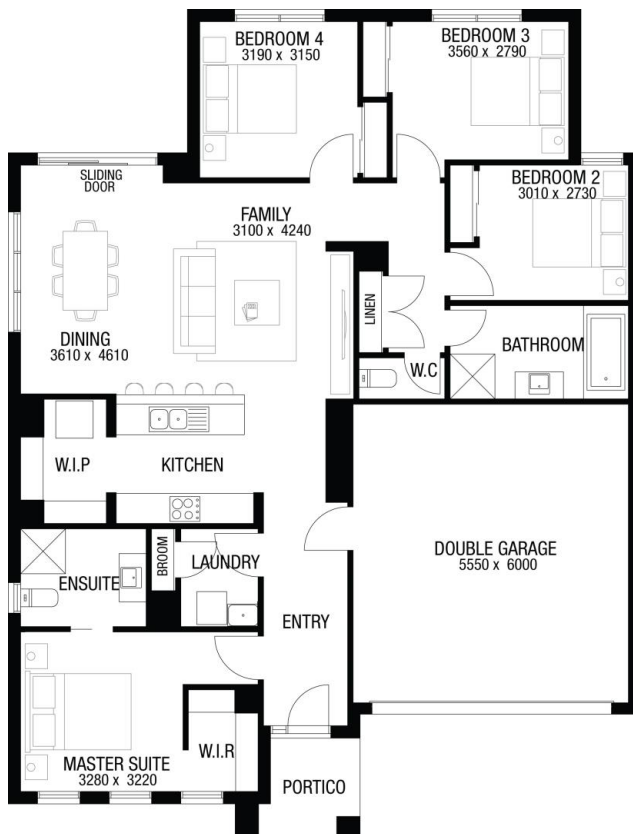 BEDROOM 4
3190 x 3150
BEDROOM 3
3560 x 2790
SLIDING
DOOR
BEDROOM 2
3010 x 2730
FAMILY
3100 x 4240
DINING
3610 x 4610
LINEN
BATHROOM
W.C
W.I.P
KITCHEN
DOUBLE GARAGE
5550 x 6000
ENSUITE
BROOM
LAUNDRY
ENTRY
MASTER SUITE
3280 x 3220
W.I.R
PORTICO